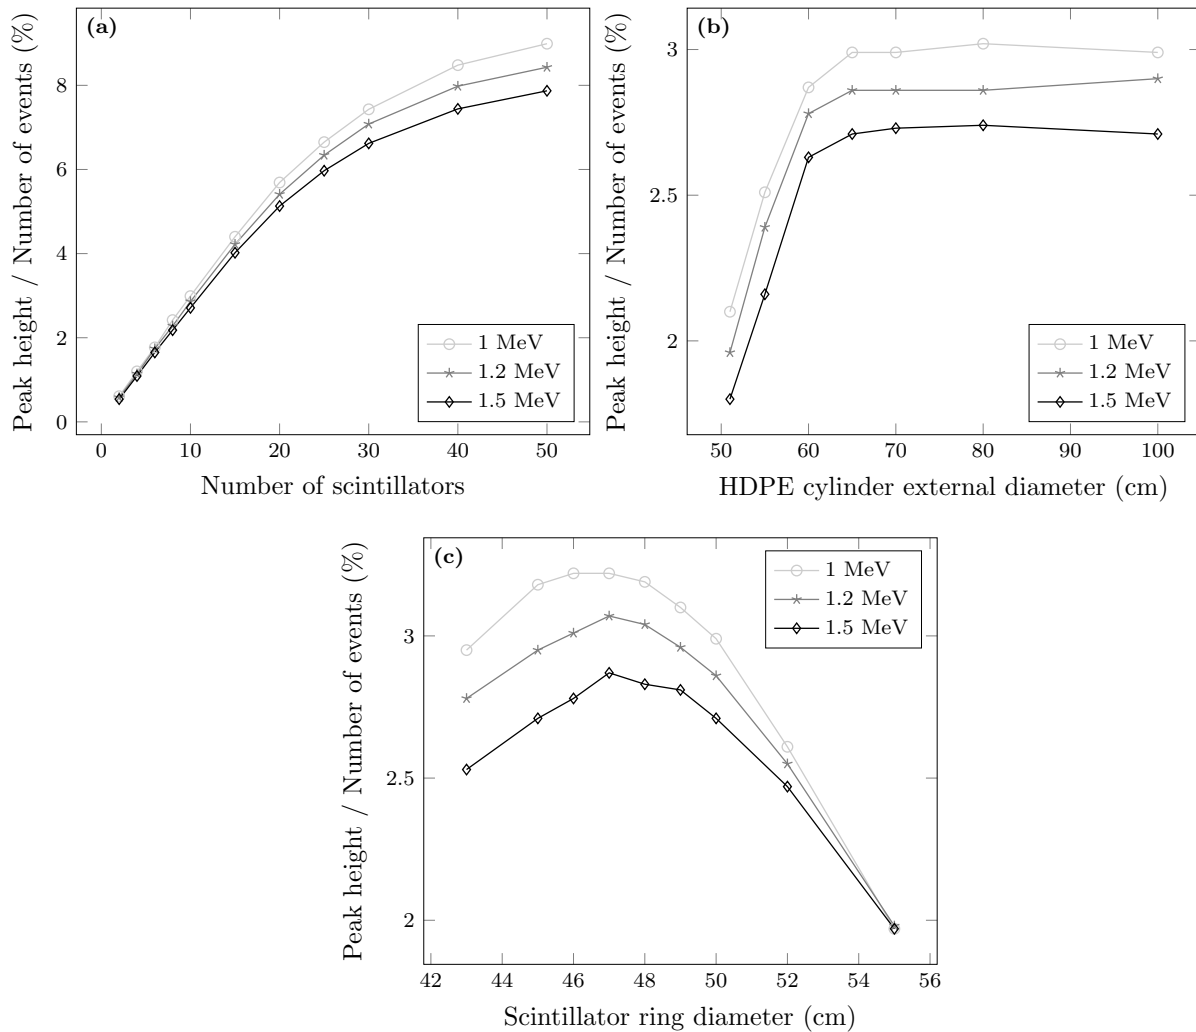 (a)
Peak height / Number of events (%)
8
6
4
2
0
0 10 20 30 40 50
Number of scintillators
1 MeV
1.2 MeV
1.5 MeV
(b)
Peak height / Number of events (%)
3
2.5
2
50 60 70 80 90 100
HDPE cylinder external diameter (cm)
1 MeV
1.2 MeV
1.5 MeV
(c)
Peak height / Number of events (%)
3
2.5
2
42 44 46 48 50 52 54 56
Scintillator ring diameter (cm)
1 MeV
1.2 MeV
1.5 MeV